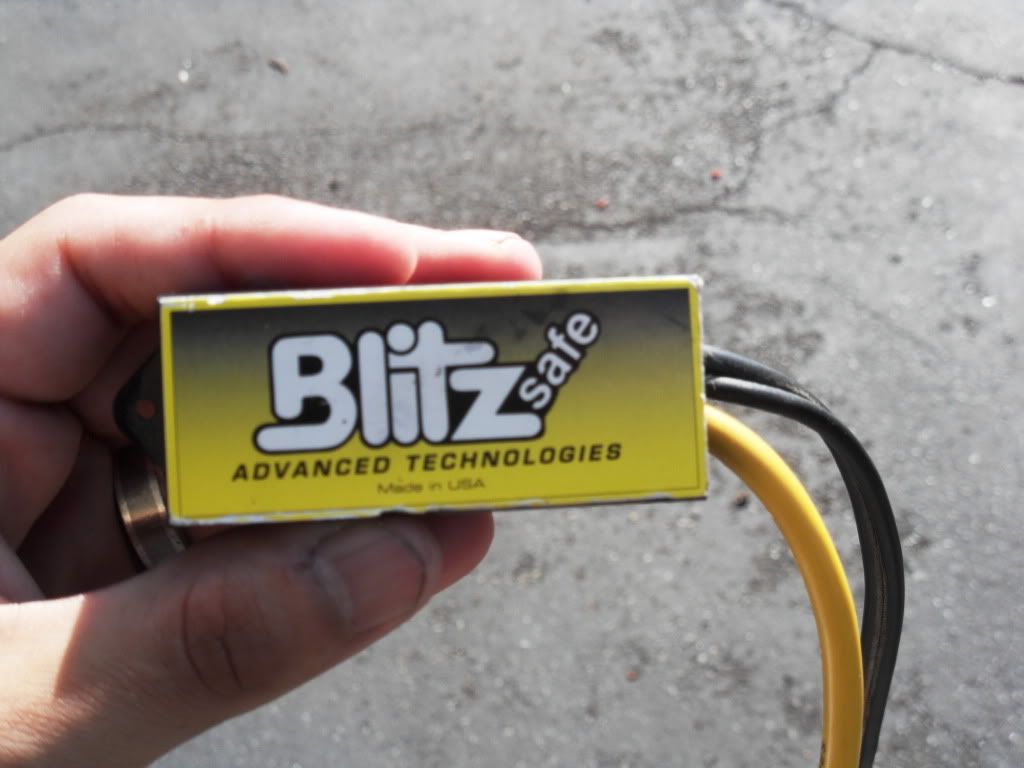 Blitz safe
ADVANCED TECHNOLOGIES
Made in USA